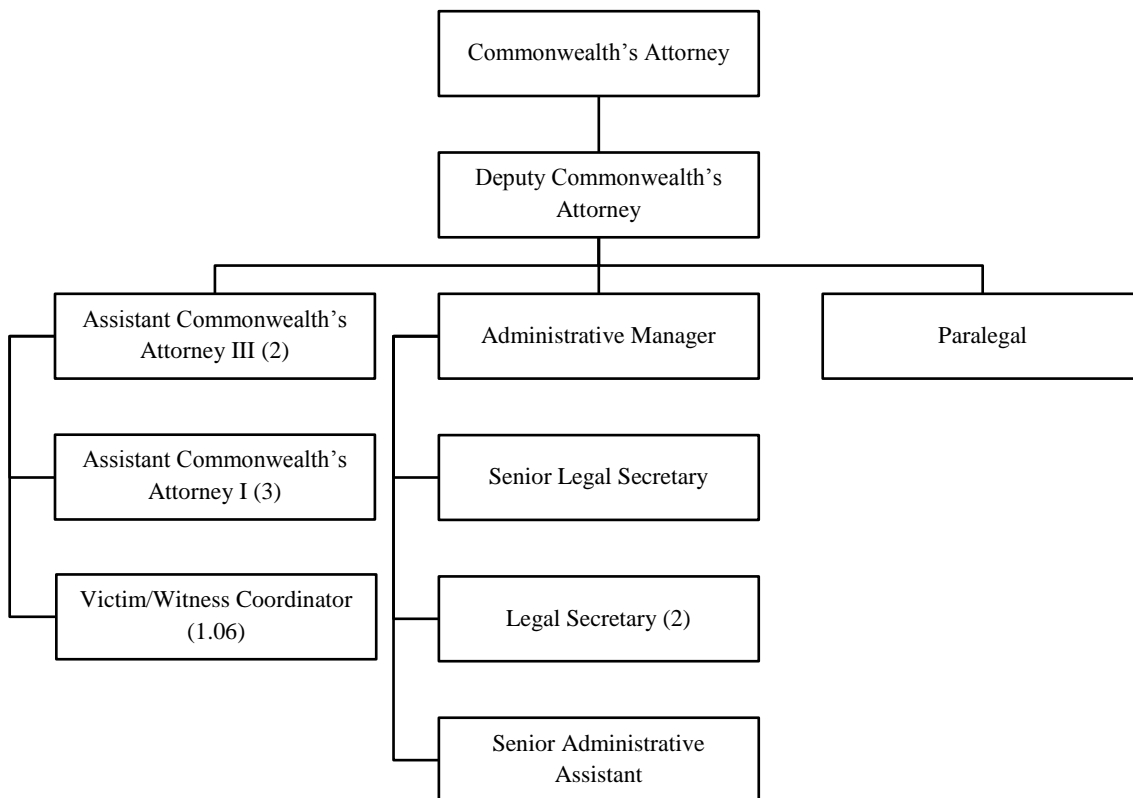 Commonwealth’s Attorney
Deputy Commonwealth’s
Attorney
Assistant Commonwealth’s
Attorney III (2)
Administrative Manager
Paralegal
Assistant Commonwealth’s
Attorney I (3)
Senior Legal Secretary
Victim/Witness Coordinator
(1.06)
Legal Secretary (2)
Senior Administrative
Assistant